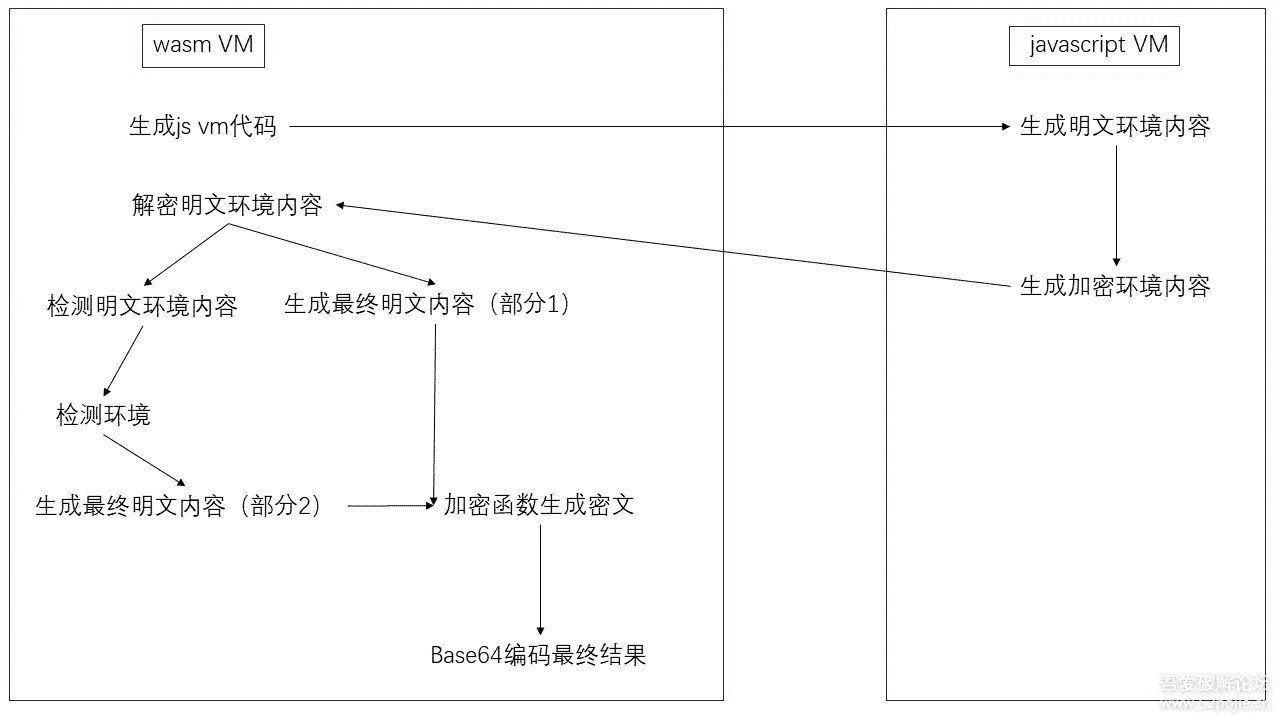 wasm VM
javascript VM
生成js vm代码
生成明文环境内容
解密明文环境内容
生成加密环境内容
检测明文环境内容
生成最终明文内容（部分1）
检测环境
生成最终明文内容（部分2）
加密函数生成密文
Base64编码最终结果
吾爱破解论坛
www.52pojie.cn